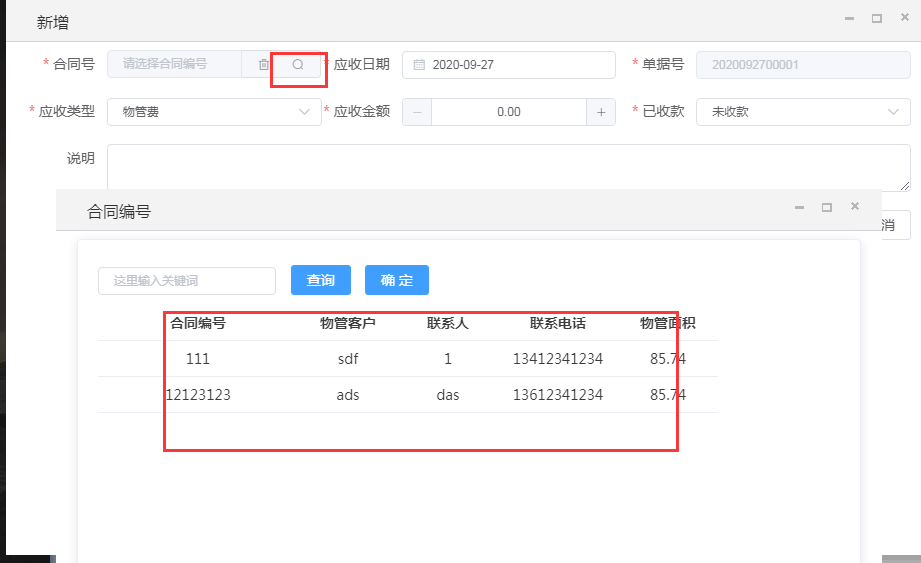 新增
* 合同号 请选择合同编号 * 应收日期 2020-09-27 * 单据号 2020092700001
* 应收类型 物管费 * 应收金额 0.00 * 已收款 未收款
说明
合同编号
消
这里输入关键词 查询 确定
合同编号 物管客户 联系人 联系电话 物管面积
111 sdf 1 13412341234 85.74
12123123 ads das 13612341234 85.74